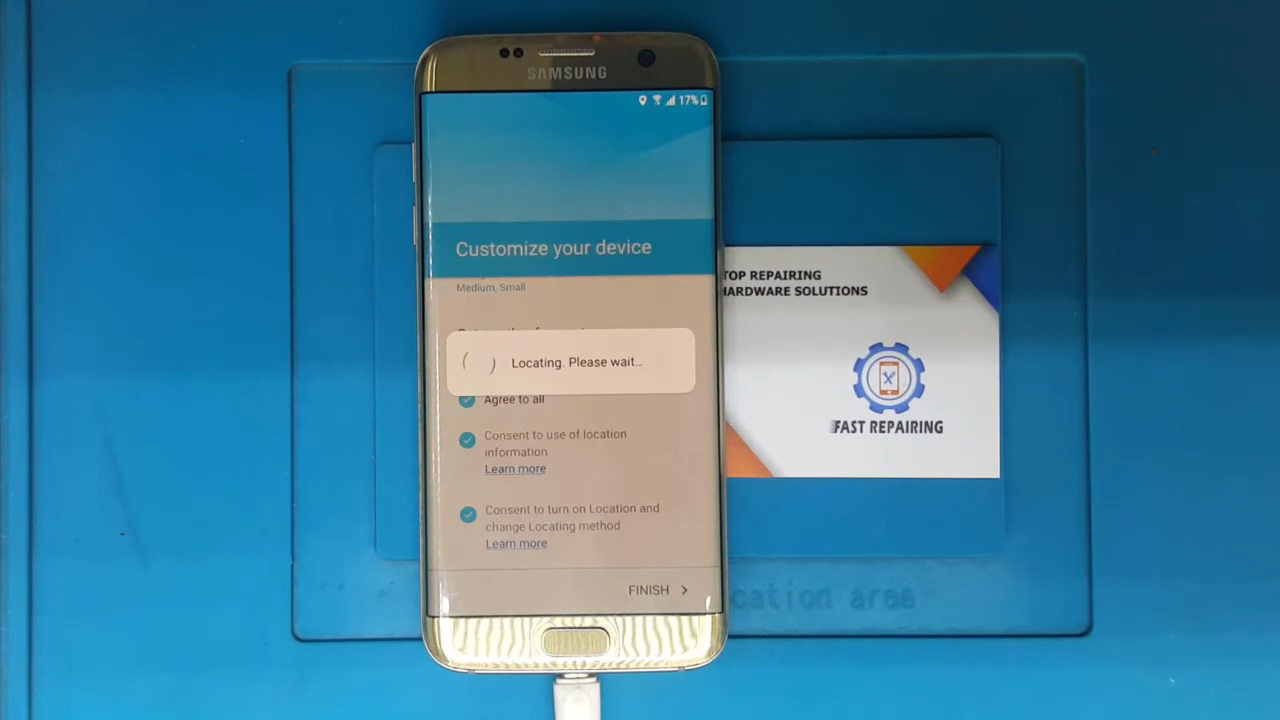 SAMSUNG
17%
Customize your device
Medium, Small
Locating. Please wait...
Agree to all
Consent to use of location
information
Learn more
Consent to turn on Location and
change Locating method
Learn more
FINISH
TOP REPAIRING
HARDWARE SOLUTIONS
FAST REPAIRING
cation area